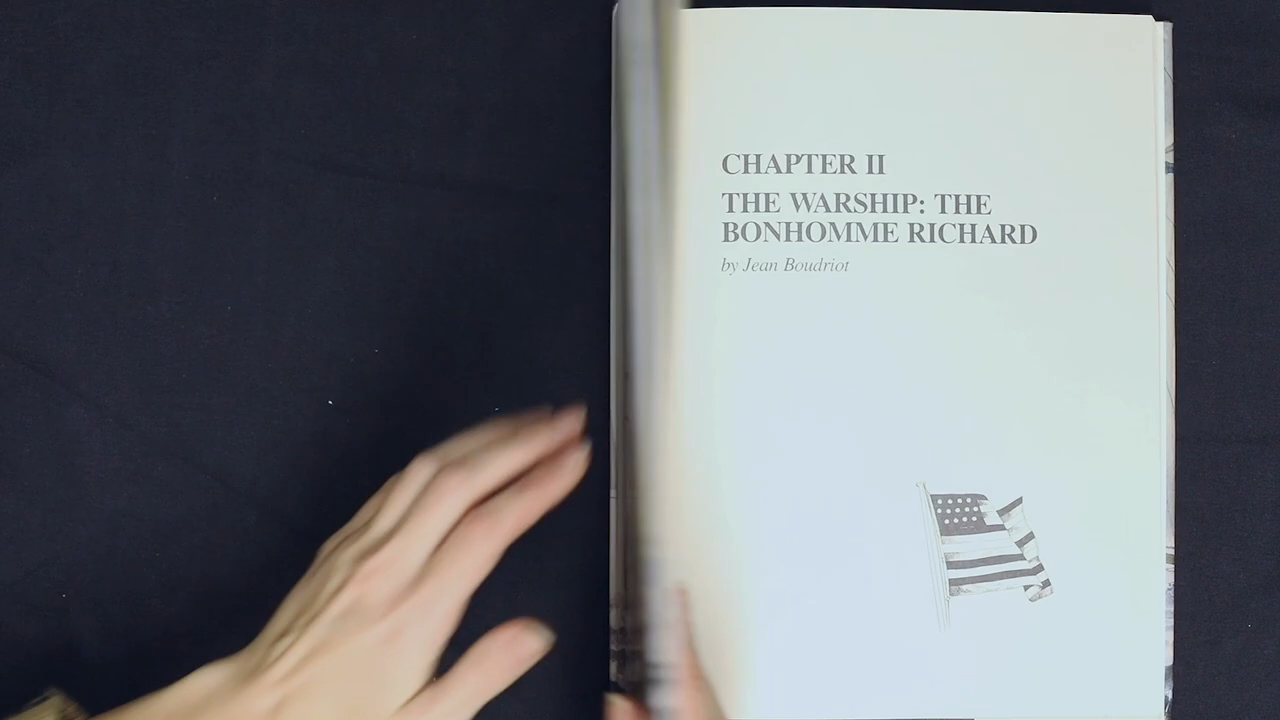 CHAPTER II
THE WARSHIP: THE
BONHOMME RICHARD
by Jean Boudriot